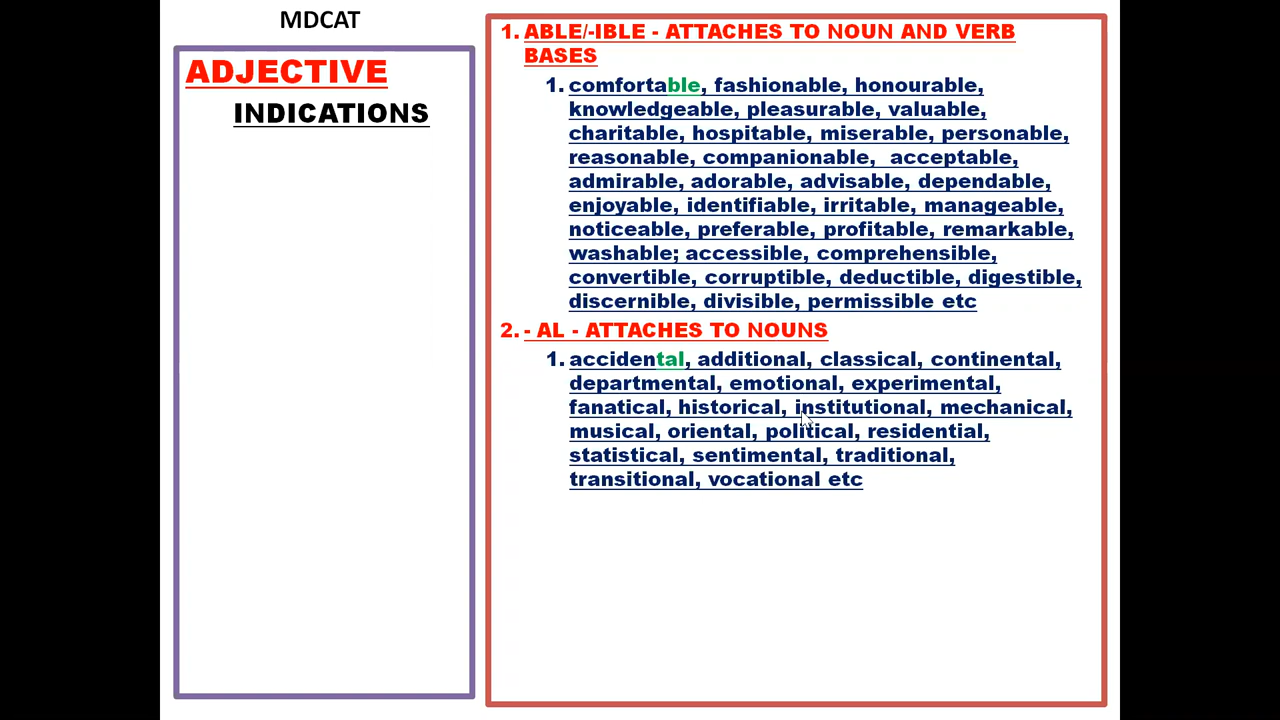 MDCAT
ADJECTIVE
INDICATIONS
1. ABLE/-IBLE - ATTACHES TO NOUN AND VERB
BASES
1. comfortable, fashionable, honourable,
knowledgeable, pleasurable, valuable,
charitable, hospitable, miserable, personable,
reasonable, companionable, acceptable,
admirable, adorable, advisable, dependable,
enjoyable, identifiable, irritable, manageable,
noticeable, preferable, profitable, remarkable,
washable; accessible, comprehensible,
convertible, corruptible, deductible, digestible,
discernible, divisible, permissible etc
2. - AL - ATTACHES TO NOUNS
1. accidental, additional, classical, continental,
departmental, emotional, experimental,
fanatical, historical, institutional, mechanical,
musical, oriental, political, residential,
statistical, sentimental, traditional,
transitional, vocational etc